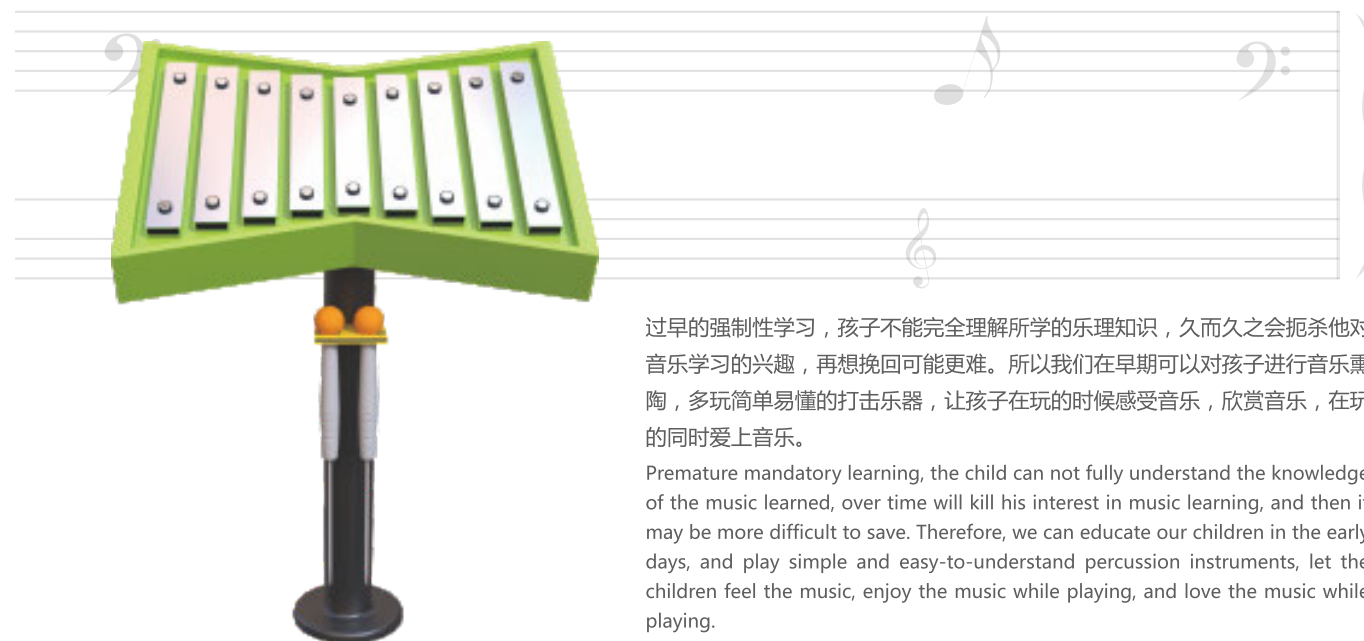 过早的强制性学习，孩子不能完全理解所学的乐理知识，久而久之会扼杀他对
音乐学习的兴趣，再想挽回可能更难。所以我们在早期可以对孩子进行音乐熏
陶，多玩简单易懂的打击乐器，让孩子在玩的时候感受音乐，欣赏音乐，在玩
的同时爱上音乐。
Premature mandatory learning, the child can not fully understand the knowledge
of the music learned, over time will kill his interest in music learning, and then it
may be more difficult to save. Therefore, we can educate our children in the early
days, and play simple and easy-to-understand percussion instruments, let the
children feel the music, enjoy the music while playing, and love the music while
playing.